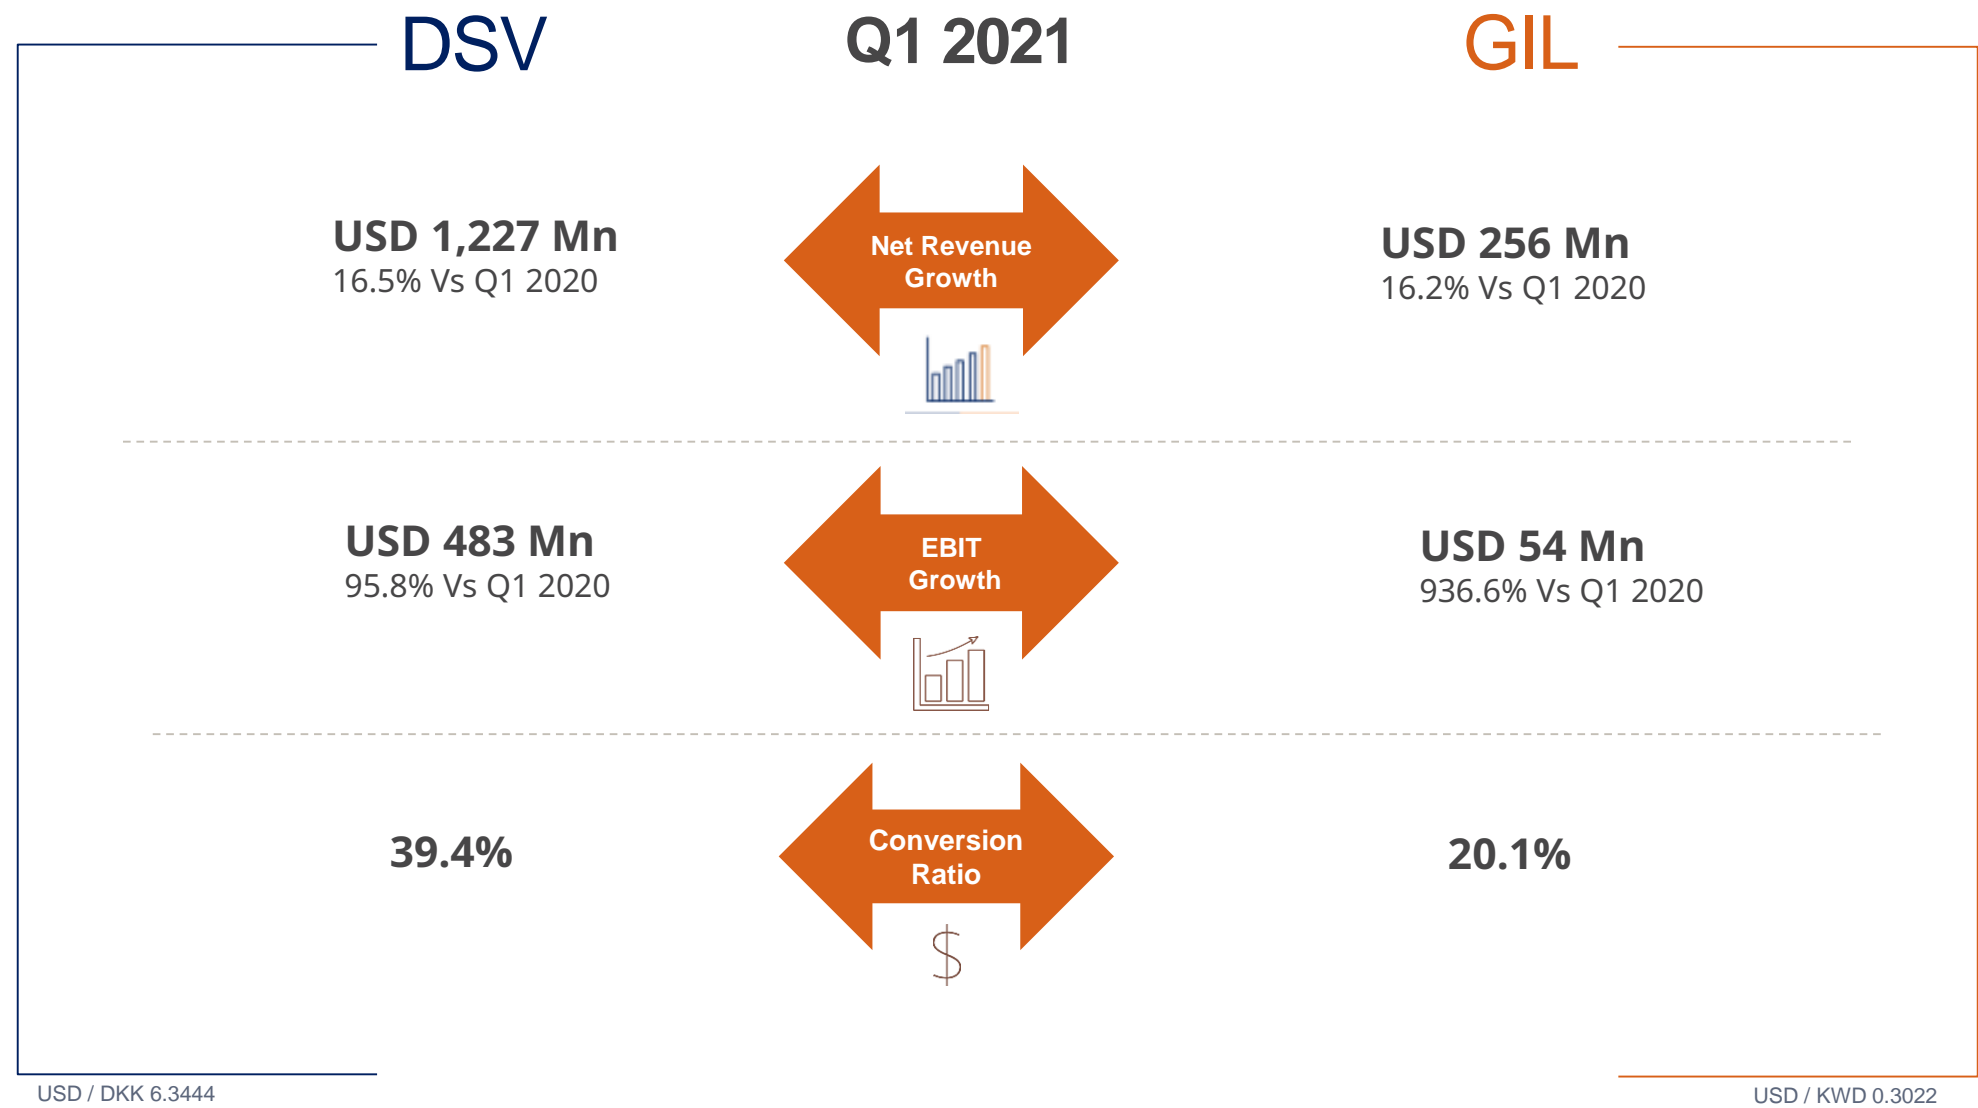 DSV
Q1 2021
GIL
USD 1,227 Mn
16.5% Vs Q1 2020
Net Revenue
Growth
USD 256 Mn
16.2% Vs Q1 2020
USD 483 Mn
95.8% Vs Q1 2020
EBIT
Growth
USD 54 Mn
936.6% Vs Q1 2020
39.4%
Conversion
Ratio
$
20.1%
USD / DKK 6.3444
USD / KWD 0.3022